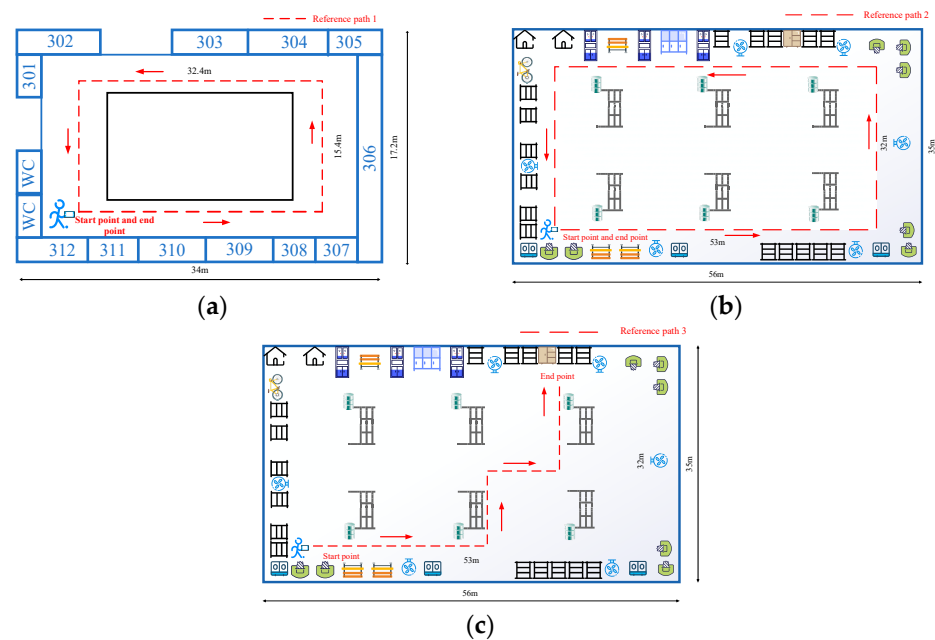 Reference path 1
302
303
304
305
301
32.4m
15.4m
17.2m
306
WC
WC
Start point and end
point
312
311
310
309
308
307
34m
(a)
Reference path 2
32m
35m
Start point and end point
53m
56m
(b)
Reference path 3
End point
32m
35m
Start point
53m
56m
(c)